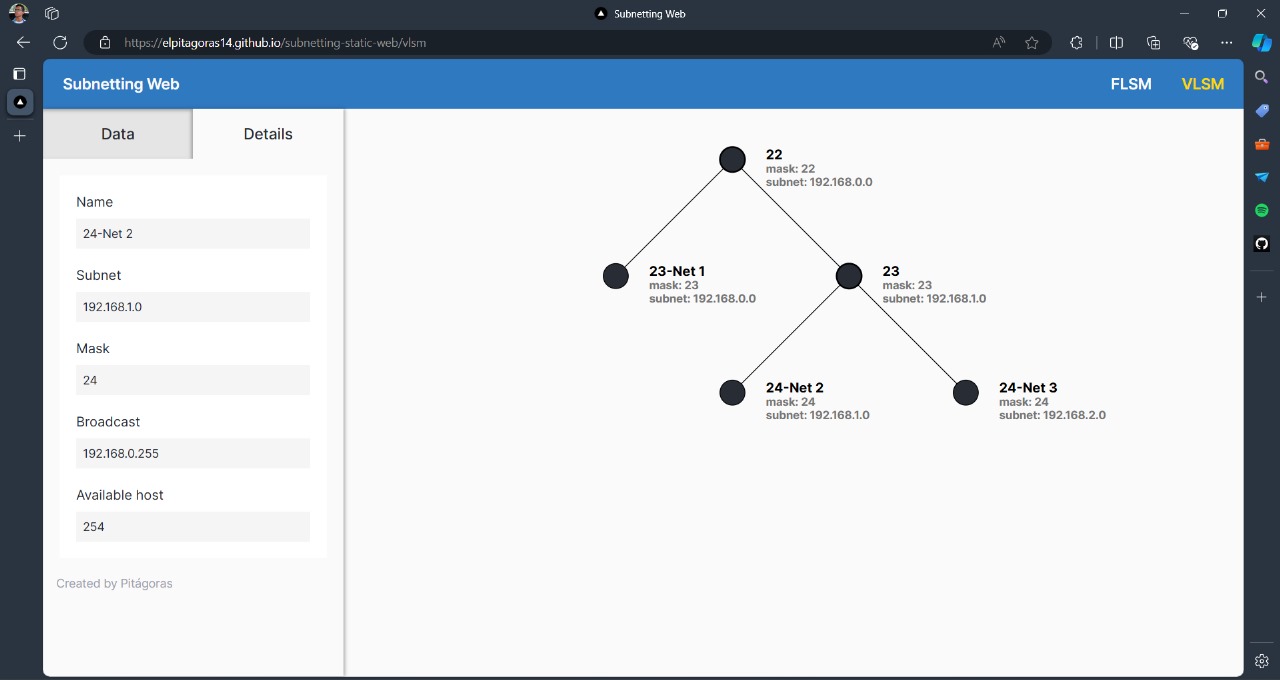 Subnetting Web
https://elpitagoras14.github.io/subnetting-static-web/vlsm
Subnetting Web
FLSM
VLSM
Data
Details
Name
24-Net 2
Subnet
192.168.1.0
Mask
24
Broadcast
192.168.0.255
Available host
254
Created by Pitágoras
22
mask: 22
subnet: 192.168.0.0
23-Net 1
mask: 23
subnet: 192.168.0.0
23
mask: 23
subnet: 192.168.1.0
24-Net 2
mask: 24
subnet: 192.168.1.0
24-Net 3
mask: 24
subnet: 192.168.2.0